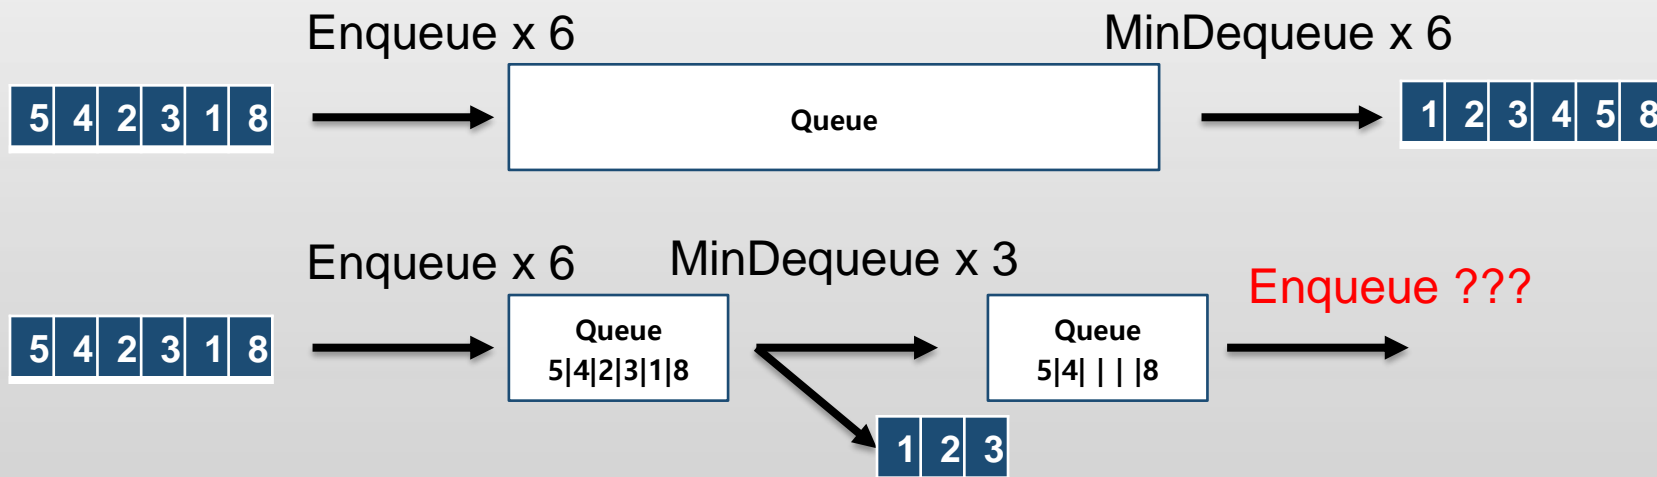 Enqueue x 6
MinDequeue x 6
5 4 2 3 1 8
Queue
1 2 3 4 5 8
Enqueue x 6
MinDequeue x 3
Enqueue ???
5 4 2 3 1 8
Queue
5|4|2|3|1|8
Queue
5|4| | | |8
1 2 3